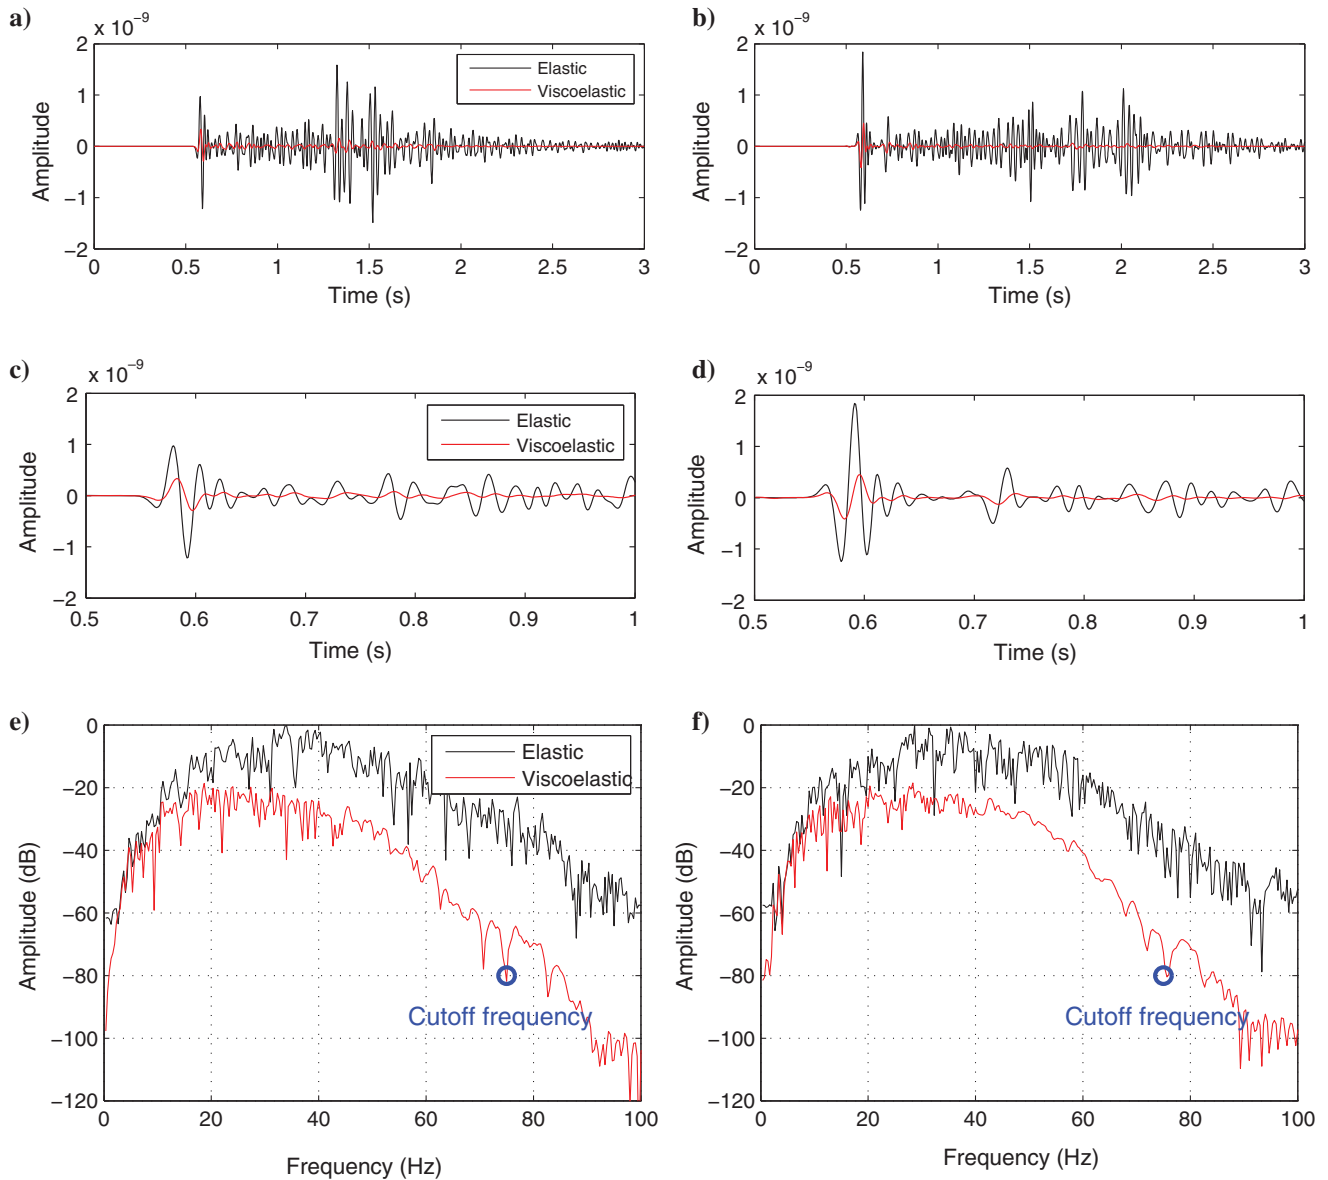 a)
x 10⁻⁹
2
1
0
−1
−2
Amplitude
0 0.5 1 1.5 2 2.5 3
Time (s)
Elastic
Viscoelastic
b)
x 10⁻⁹
2
1
0
−1
−2
Amplitude
0 0.5 1 1.5 2 2.5 3
Time (s)
c)
x 10⁻⁹
2
1
0
−1
−2
Amplitude
0.5 0.6 0.7 0.8 0.9 1
Time (s)
Elastic
Viscoelastic
d)
x 10⁻⁹
2
1
0
−1
−2
Amplitude
0.5 0.6 0.7 0.8 0.9 1
Time (s)
e)
0
−20
−40
−60
−80
−100
−120
Amplitude (dB)
Elastic
Viscoelastic
Cutoff frequency
0 20 40 60 80 100
Frequency (Hz)
f)
0
−20
−40
−60
−80
−100
−120
Amplitude (dB)
Cutoff frequency
0 20 40 60 80 100
Frequency (Hz)